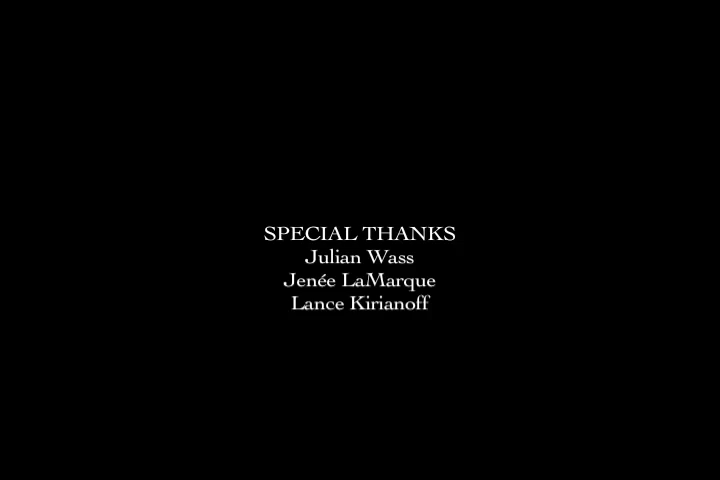 SPECIAL THANKS
Julian Wass
Jenée LaMarque
Lance Kirianoff